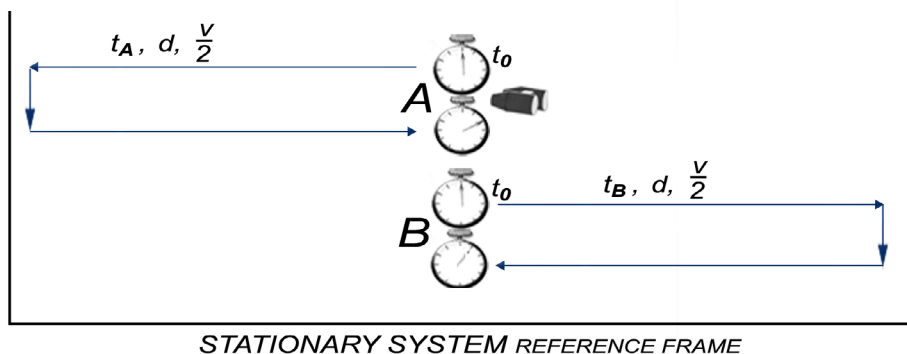 t_A , d, v/2
t_0
A
t_0
t_B , d, v/2
B
STATIONARY SYSTEM REFERENCE FRAME